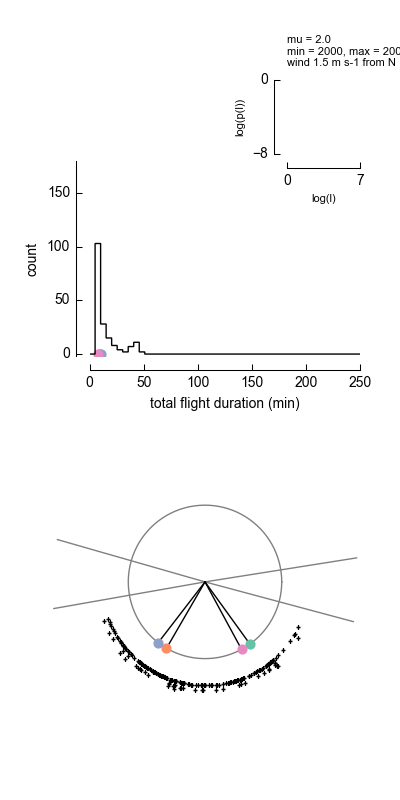 mu = 2.0
min = 2000, max = 200
wind 1.5 m s-1 from N
0
log(p(l))
−8
0
7
log(l)
150
100
50
0
count
0
50
100
150
200
250
total flight duration (min)